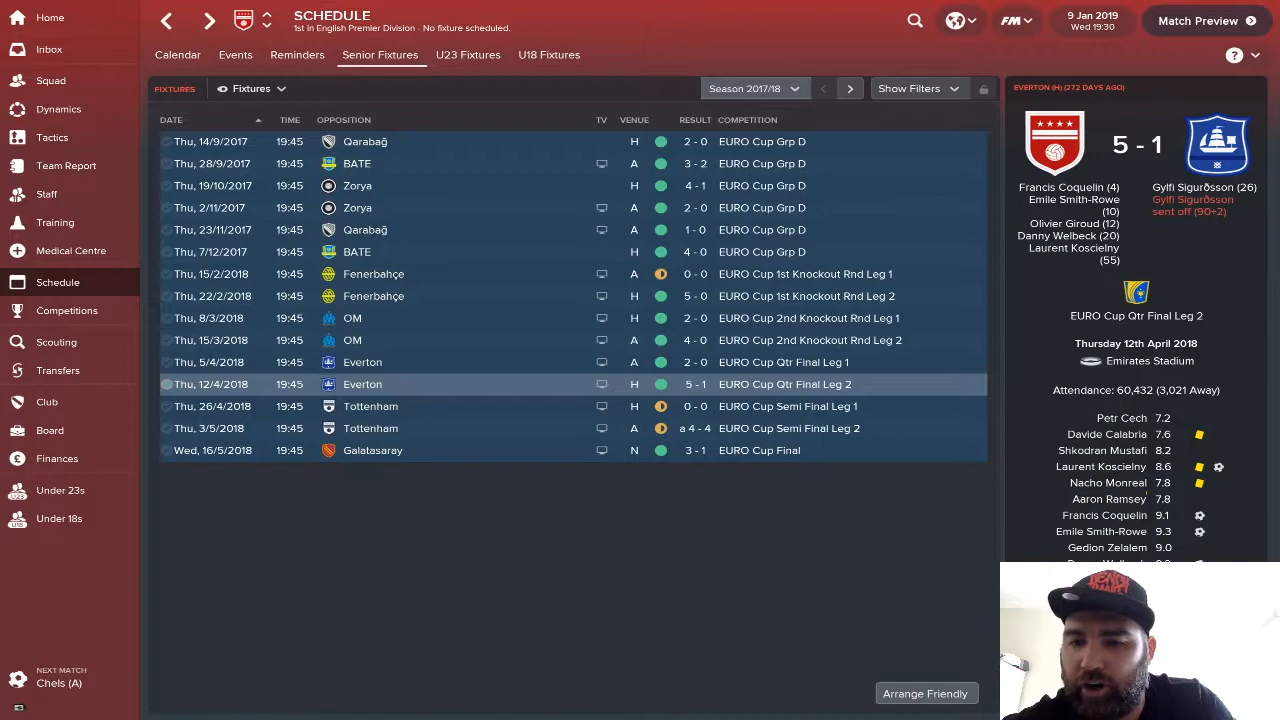 Home
Inbox
Squad
Dynamics
Tactics
Team Report
Staff
Training
Medical Centre
Schedule
Competitions
Scouting
Transfers
Club
Board
Finances
Under 23s
Under 18s
NEXT MATCH
Chels (A)
SCHEDULE
1st in English Premier Division - No fixture scheduled.
FM
9 Jan 2019
Wed 19:30
Match Preview
Calendar Events Reminders Senior Fixtures U23 Fixtures U18 Fixtures
FIXTURES Fixtures Season 2017/18 Show Filters
DATE TIME OPPOSITION TV VENUE RESULT COMPETITION
Thu, 14/9/2017 19:45 Qarabağ H 2 - 0 EURO Cup Grp D
Thu, 28/9/2017 19:45 BATE A 3 - 2 EURO Cup Grp D
Thu, 19/10/2017 19:45 Zorya H 4 - 1 EURO Cup Grp D
Thu, 2/11/2017 19:45 Zorya A 2 - 0 EURO Cup Grp D
Thu, 23/11/2017 19:45 Qarabağ A 1 - 0 EURO Cup Grp D
Thu, 7/12/2017 19:45 BATE H 4 - 0 EURO Cup Grp D
Thu, 15/2/2018 19:45 Fenerbahçe A 0 - 0 EURO Cup 1st Knockout Rnd Leg 1
Thu, 22/2/2018 19:45 Fenerbahçe H 5 - 0 EURO Cup 1st Knockout Rnd Leg 2
Thu, 8/3/2018 19:45 OM H 2 - 0 EURO Cup 2nd Knockout Rnd Leg 1
Thu, 15/3/2018 19:45 OM A 4 - 0 EURO Cup 2nd Knockout Rnd Leg 2
Thu, 5/4/2018 19:45 Everton A 2 - 0 EURO Cup Qtr Final Leg 1
Thu, 12/4/2018 19:45 Everton H 5 - 1 EURO Cup Qtr Final Leg 2
Thu, 26/4/2018 19:45 Tottenham H 0 - 0 EURO Cup Semi Final Leg 1
Thu, 3/5/2018 19:45 Tottenham A a 4 - 4 EURO Cup Semi Final Leg 2
Wed, 16/5/2018 19:45 Galatasaray N 3 - 1 EURO Cup Final
Arrange Friendly
EVERTON (H) (272 DAYS AGO)
5 - 1
Francis Coquelin (4)
Emile Smith-Rowe
(10)
Olivier Giroud (12)
Danny Welbeck (20)
Laurent Koscielny
(55)
Gylfi Sigurðsson (26)
Gylfi Sigurðsson
sent off (90+2)
EURO Cup Qtr Final Leg 2
Thursday 12th April 2018
Emirates Stadium
Attendance: 60,432 (3,021 Away)
Petr Cech 7.2
Davide Calabria 7.6
Shkodran Mustafi 8.2
Laurent Koscielny 8.6
Nacho Monreal 7.8
Aaron Ramsey 7.8
Francis Coquelin 9.1
Emile Smith-Rowe 9.3
Gedion Zelalem 9.0